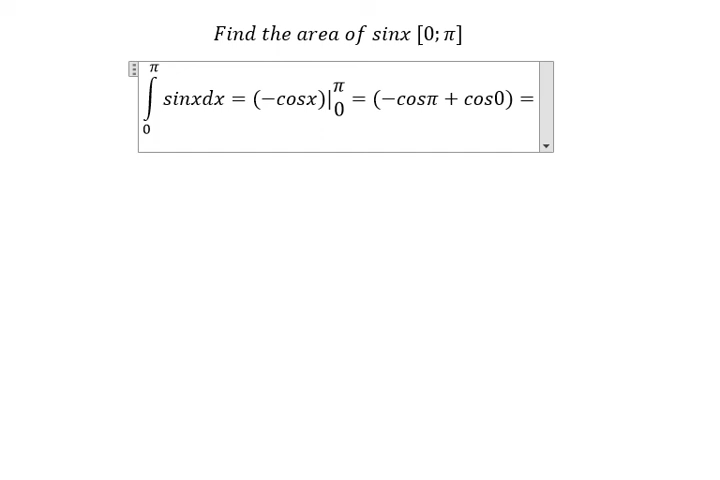 Find the area of sinx [0; π]
∫₀^π sinxdx = (−cosx)|₀^π = (−cosπ + cos0) =